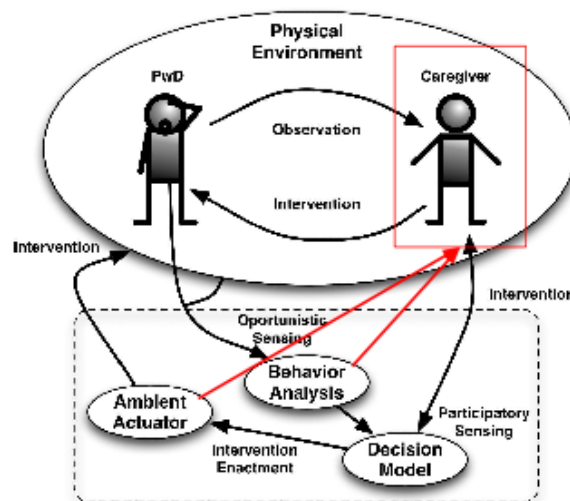 Physical
Environment
PwD
Caregiver
Observation
Intervention
Intervention
Intervention
Oportunistic
Sensing
Behavior
Analysis
Ambient
Actuator
Participatory
Sensing
Intervention
Enactment
Decision
Model